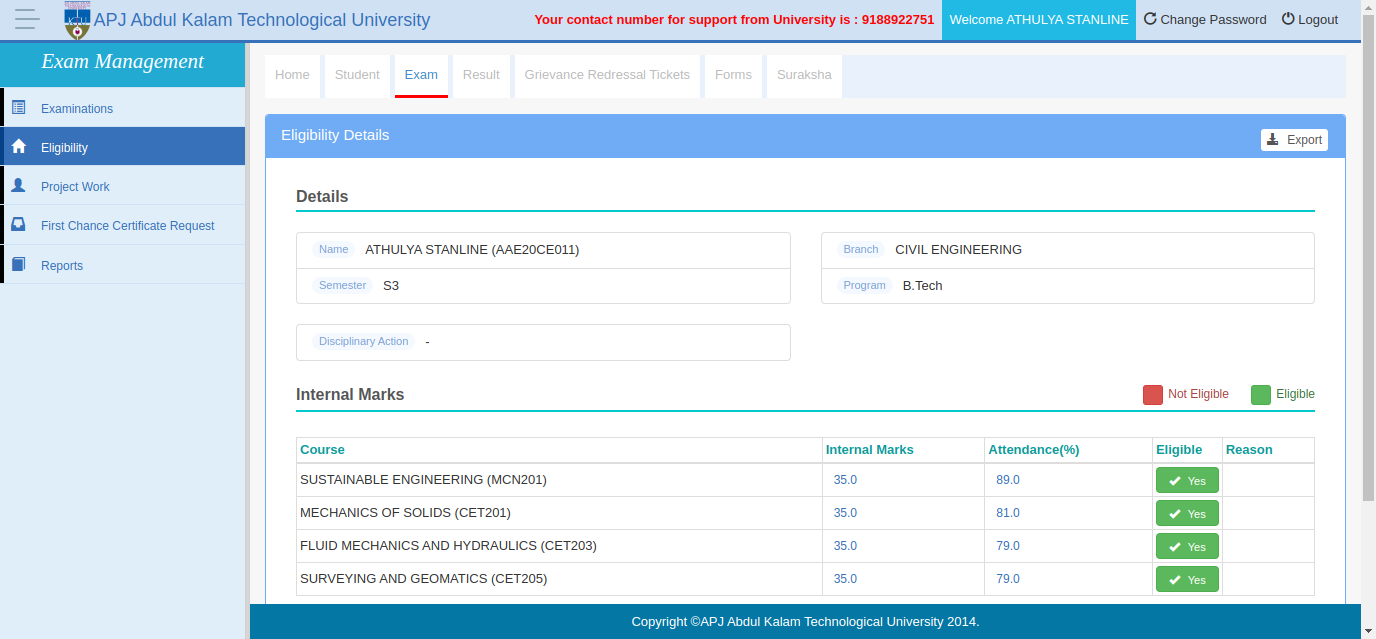 APJ Abdul Kalam Technological University
Your contact number for support from University is : 9188922751
Welcome ATHULYA STANLINE
Change Password
Logout
Exam Management
Examinations
Eligibility
Project Work
First Chance Certificate Request
Reports
Home Student Exam Result Grievance Redressal Tickets Forms Suraksha
Eligibility Details
Export
Details
Name ATHULYA STANLINE (AAE20CE011)
Branch CIVIL ENGINEERING
Semester S3
Program B.Tech
Disciplinary Action -
Internal Marks
Not Eligible
Eligible
Course Internal Marks Attendance(%) Eligible Reason
SUSTAINABLE ENGINEERING (MCN201) 35.0 89.0 Yes
MECHANICS OF SOLIDS (CET201) 35.0 81.0 Yes
FLUID MECHANICS AND HYDRAULICS (CET203) 35.0 79.0 Yes
SURVEYING AND GEOMATICS (CET205) 35.0 79.0 Yes
Copyright ©APJ Abdul Kalam Technological University 2014.